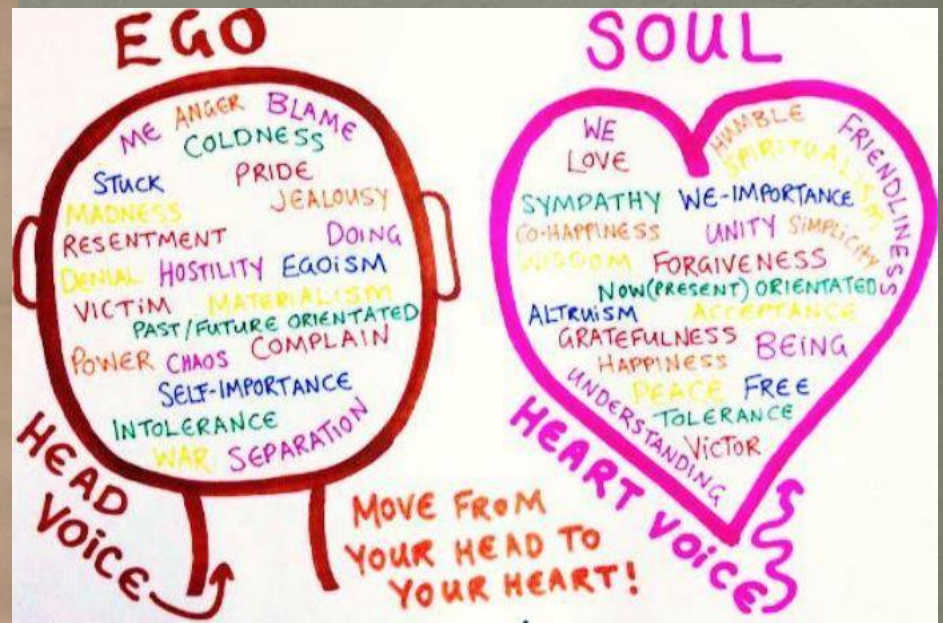 EGO
ME ANGER BLAME
COLDNESS
STUCK PRIDE
MADNESS JEALOUSY
RESENTMENT DOING
DENIAL HOSTILITY EGOiSM
VICTiM MATERIALISM
PAST/FUTURE ORIENTATED
POWER CHAOS COMPLAIN
SELF-IMPORTANCE
INTOLERANCE
WAR SEPARATION
HEAD
VOiCE
MOVE FROM
YOUR HEAD TO
YOUR HEART!
SOUL
WE HUMBLE FRIENDLINESS
LOVE SPIRITUALISM
SYMPATHY WE-IMPORTANCE
CO-HAPPINESS UNITY SiMPLiCITY
WISDOM FORGIVENESS
NOW(PRESENT) ORIENTATED
ALTRUiSM ACCEPTANCE
GRATEFULNESS BEING
HAPPINESS
PEACE FREE
UNDERSTANDING TOLERANCE
VICTOR
HEART VOiCE